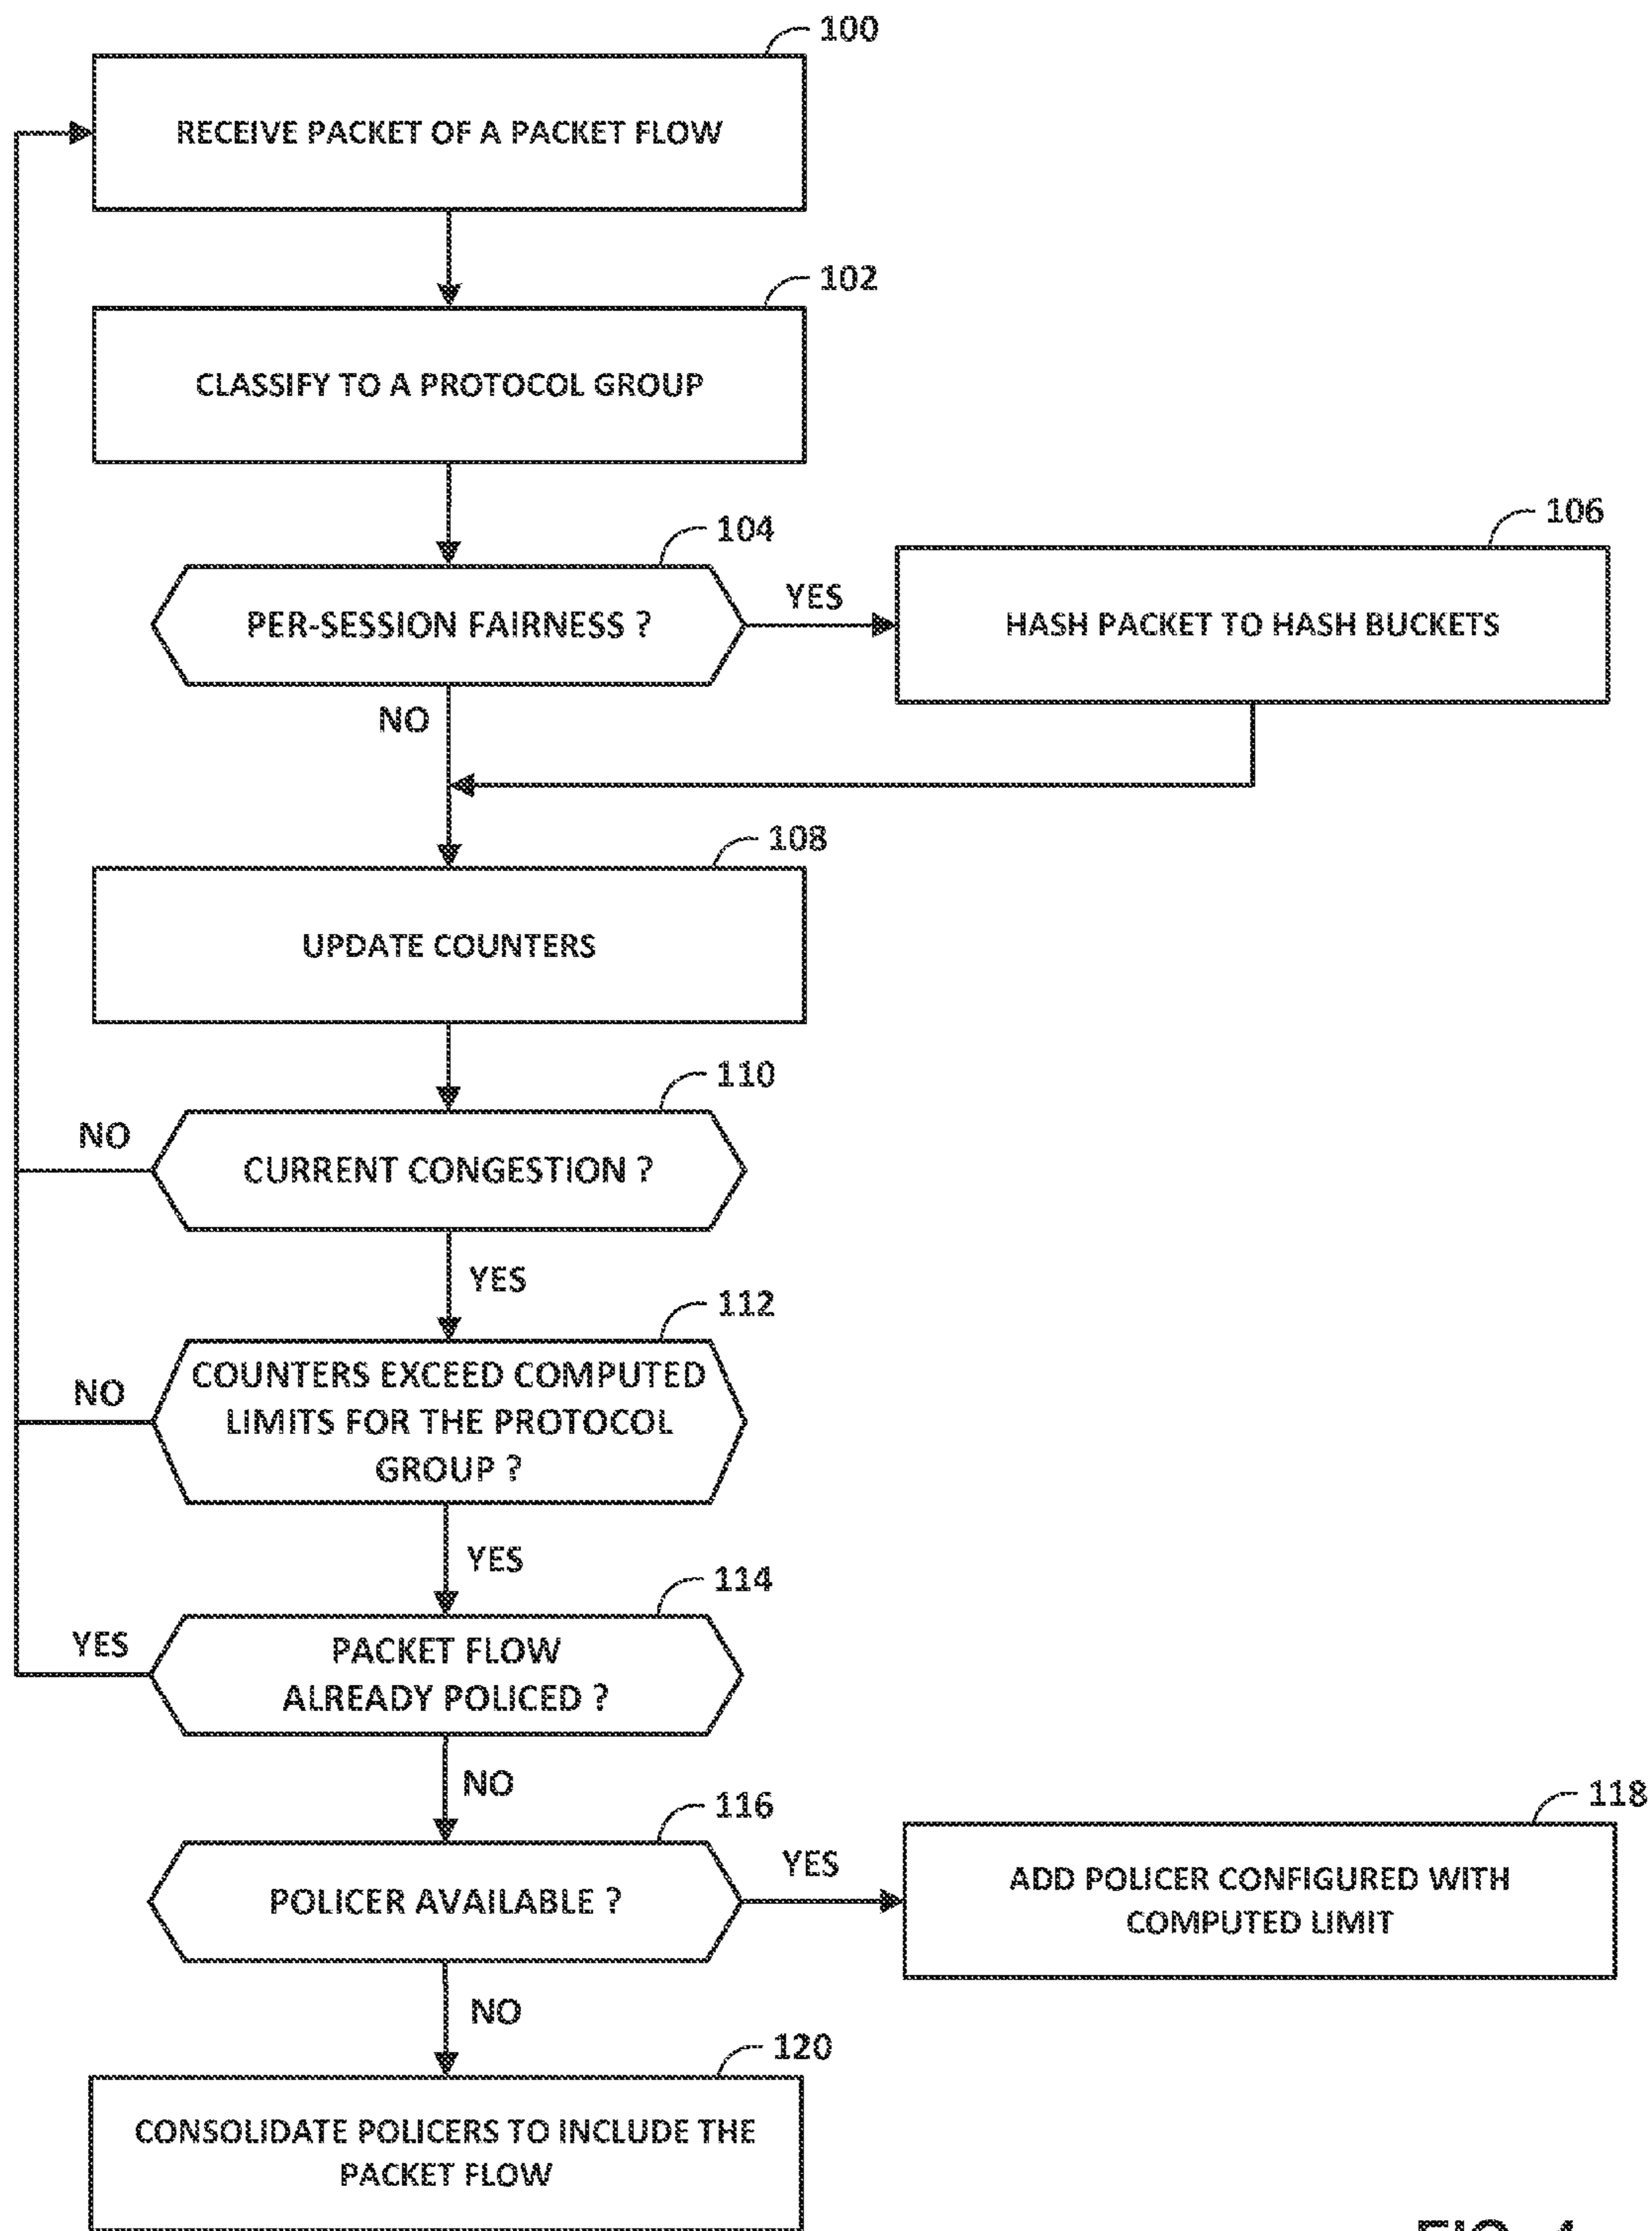 100
RECEIVE PACKET OF A PACKET FLOW
102
CLASSIFY TO A PROTOCOL GROUP
104
PER-SESSION FAIRNESS ?
YES
106
HASH PACKET TO HASH BUCKETS
NO
108
UPDATE COUNTERS
110
NO
CURRENT CONGESTION ?
YES
112
NO
COUNTERS EXCEED COMPUTED
LIMITS FOR THE PROTOCOL
GROUP ?
YES
114
YES
PACKET FLOW
ALREADY POLICED ?
NO
116
POLICER AVAILABLE ?
YES
118
ADD POLICER CONFIGURED WITH
COMPUTED LIMIT
NO
120
CONSOLIDATE POLICERS TO INCLUDE THE
PACKET FLOW